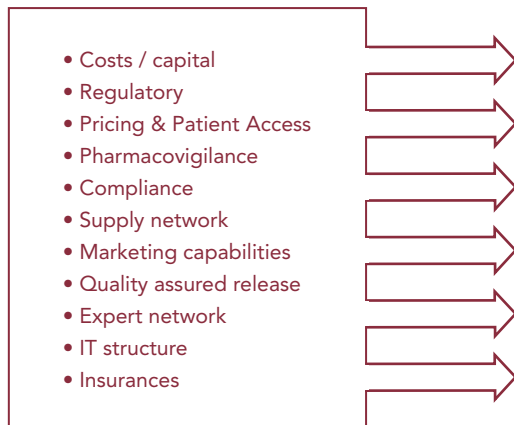 • Costs / capital
• Regulatory
• Pricing & Patient Access
• Pharmacovigilance
• Compliance
• Supply network
• Marketing capabilities
• Quality assured release
• Expert network
• IT structure
• Insurances